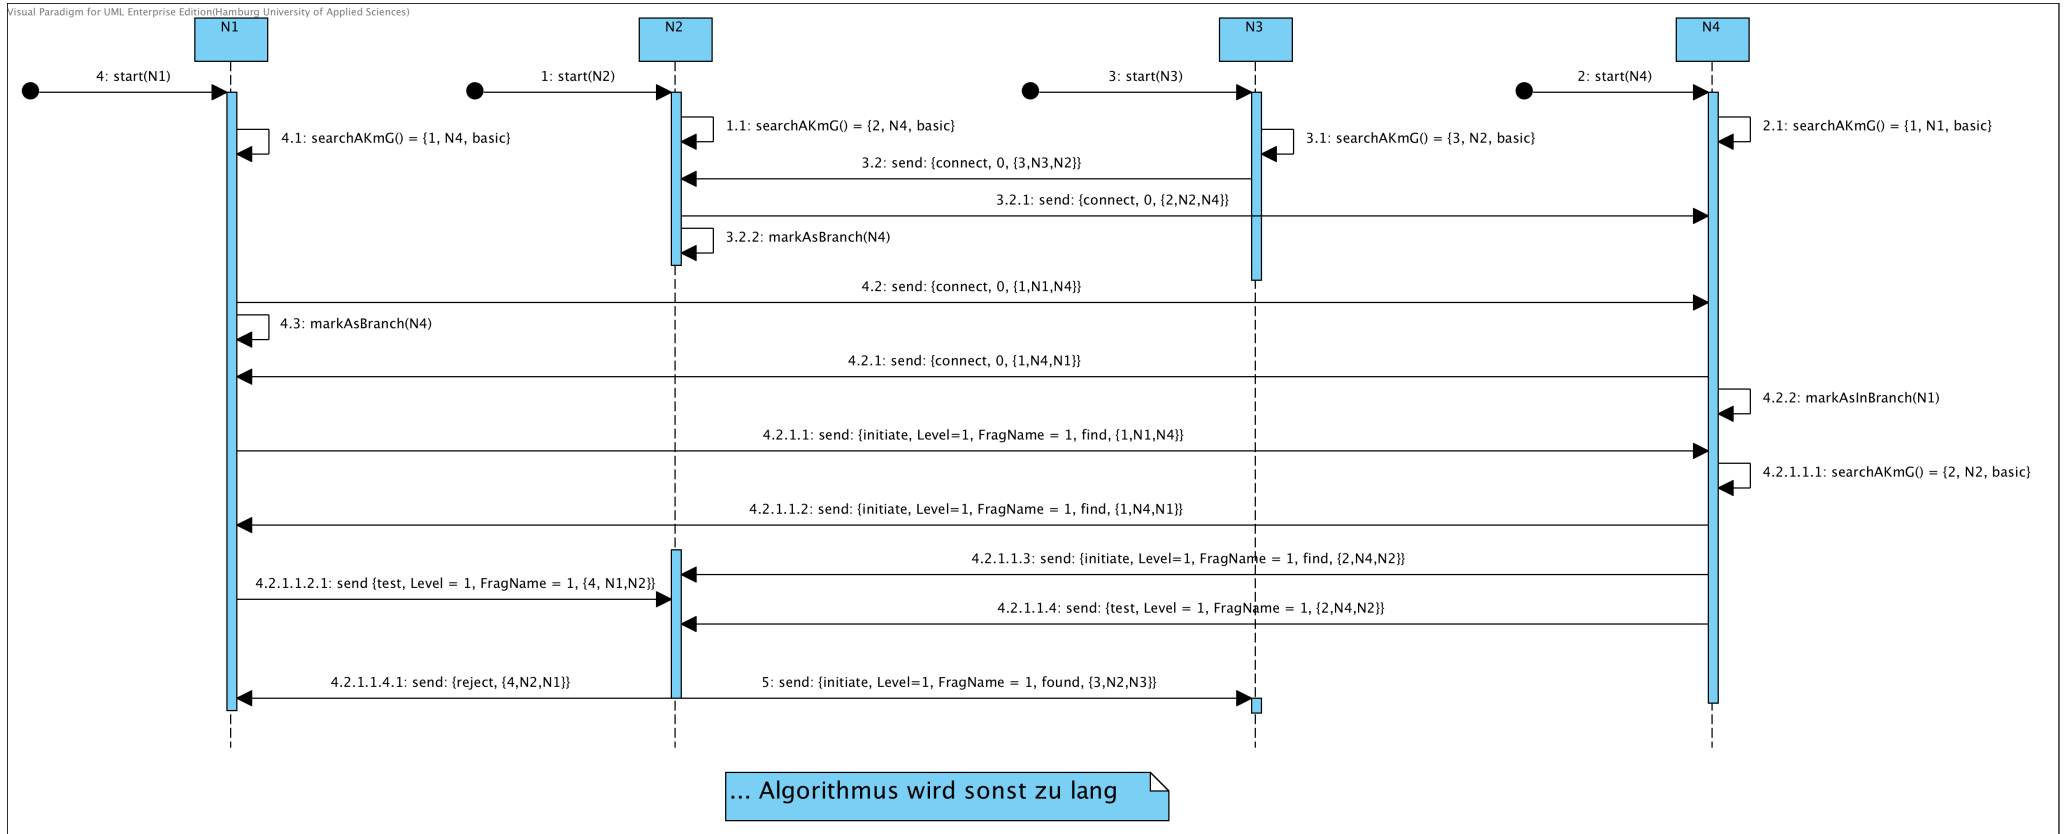 Visual Paradigm for UML Enterprise Edition(Hamburg University of Applied Sciences)
N1
N2
N3
N4
4: start(N1)
1: start(N2)
3: start(N3)
2: start(N4)
4.1: searchAKmG() = {1, N4, basic}
1.1: searchAKmG() = {2, N4, basic}
3.1: searchAKmG() = {3, N2, basic}
2.1: searchAKmG() = {1, N1, basic}
3.2: send: {connect, 0, {3,N3,N2}}
3.2.1: send: {connect, 0, {2,N2,N4}}
3.2.2: markAsBranch(N4)
4.2: send: {connect, 0, {1,N1,N4}}
4.3: markAsBranch(N4)
4.2.1: send: {connect, 0, {1,N4,N1}}
4.2.2: markAsInBranch(N1)
4.2.1.1: send: {initiate, Level=1, FragName = 1, find, {1,N1,N4}}
4.2.1.1.1: searchAKmG() = {2, N2, basic}
4.2.1.1.2: send: {initiate, Level=1, FragName = 1, find, {1,N4,N1}}
4.2.1.1.3: send: {initiate, Level=1, FragName = 1, find, {2,N4,N2}}
4.2.1.1.2.1: send {test, Level = 1, FragName = 1, {4, N1,N2}}
4.2.1.1.4: send: {test, Level = 1, FragName = 1, {2,N4,N2}}
4.2.1.1.4.1: send: {reject, {4,N2,N1}}
5: send: {initiate, Level=1, FragName = 1, found, {3,N2,N3}}
... Algorithmus wird sonst zu lang